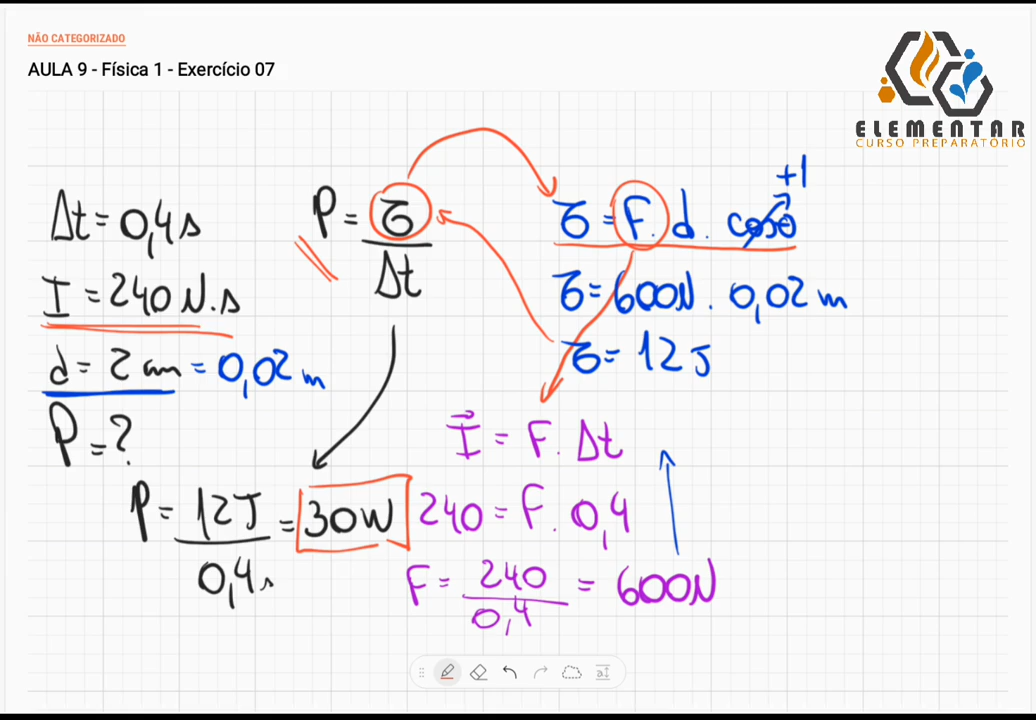 NÃO CATEGORIZADO
AULA 9 - Física 1 - Exercício 07
ELEMENTAR
CURSO PREPARATÓRIO
Δt = 0,4 s
I = 240 N.s
d = 2 cm = 0,02 m
P = ?
P = 12J / 0,4 s = 30W
P = τ / Δt
τ = F. d. cosθ +1
τ = 600N . 0,02 m
τ = 12 J
I⃗ = F. Δt
240 = F. 0,4
F = 240 / 0,4 = 600N